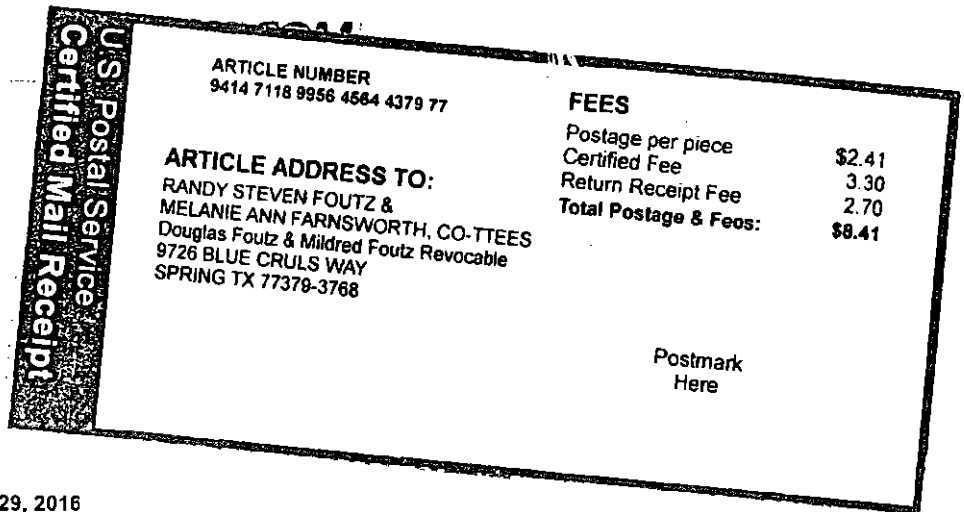 U.S. Postal Service
Certified Mail Receipt
ARTICLE NUMBER
9414 7118 9956 4564 4379 77
ARTICLE ADDRESS TO:
RANDY STEVEN FOUTZ &
MELANIE ANN FARNSWORTH, CO-TTEES
Douglas Foutz & Mildred Foutz Revocable
9726 BLUE CRULS WAY
SPRING TX 77379-3768
FEES
Postage per piece $2.41
Certified Fee 3.30
Return Receipt Fee 2.70
Total Postage & Fees: $8.41
Postmark
Here
29, 2016